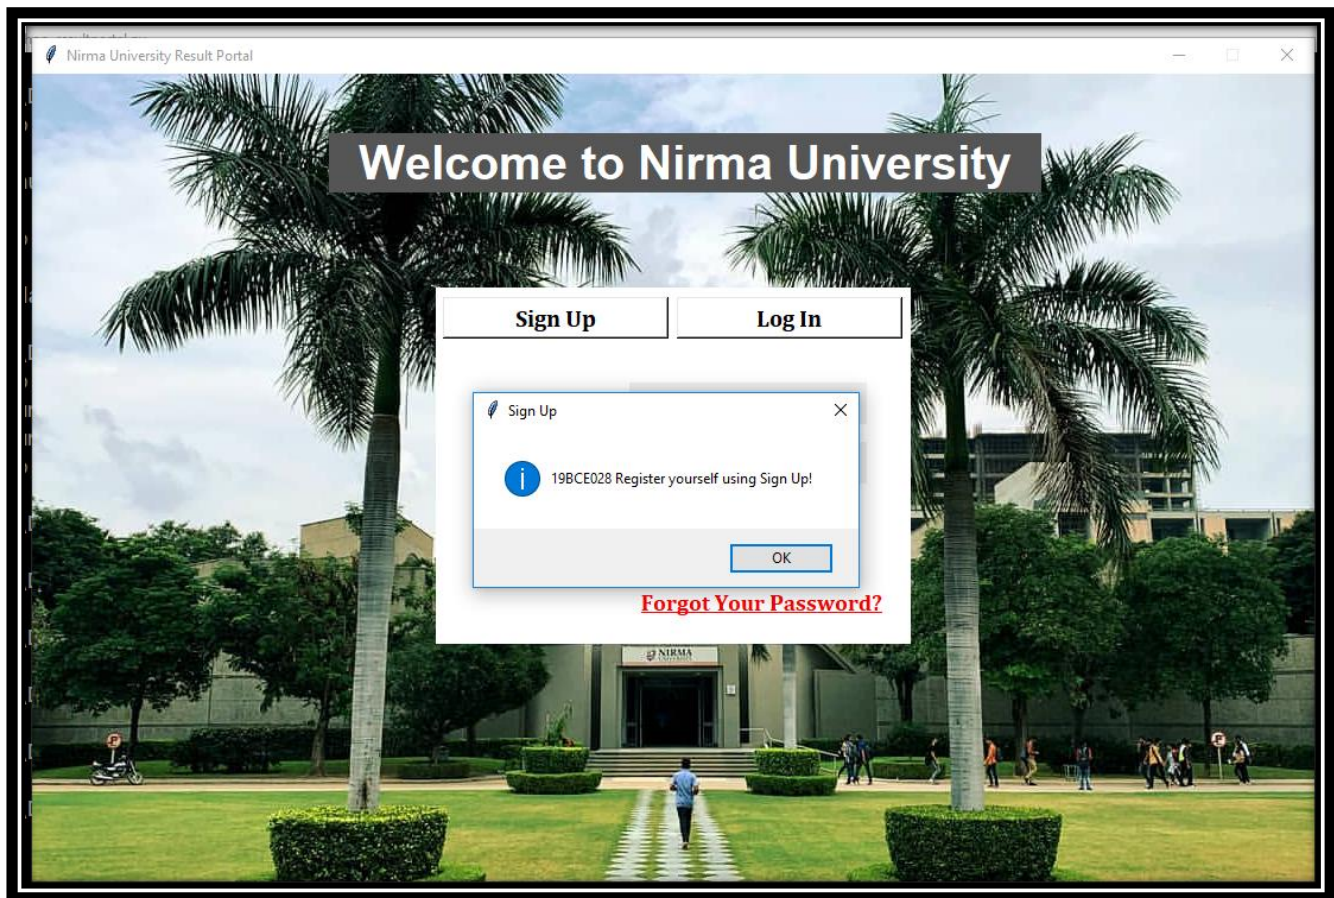 Nirma University Result Portal
Welcome to Nirma University
Sign Up
Log In
Sign Up
19BCE028 Register yourself using Sign Up!
OK
Forgot Your Password?
NIRMA
UNIVERSITY